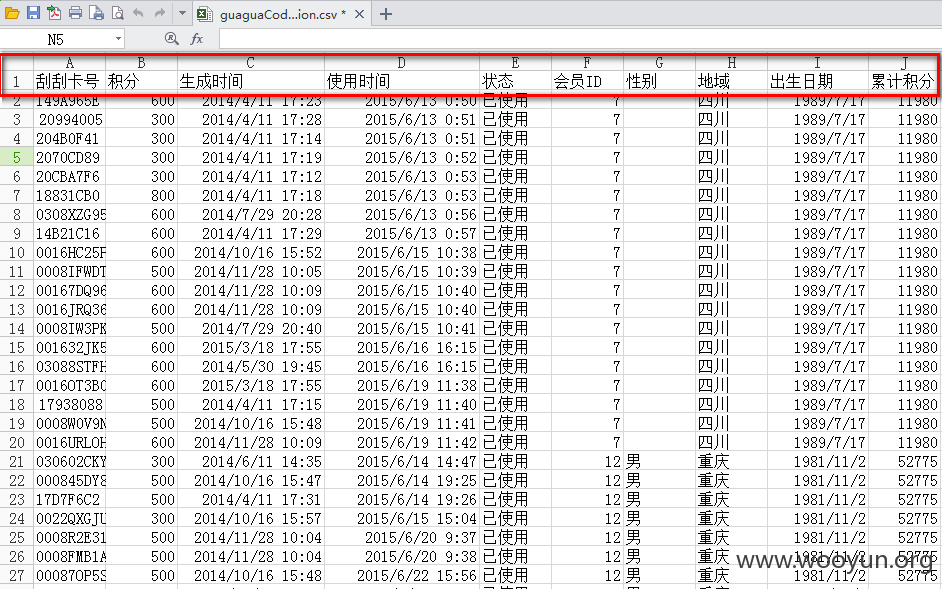 guaguaCod...ion.csv *
N5
fx
A B C D E F G H I J
1 刮刮卡号 积分 生成时间 使用时间 状态 会员ID 性别 地域 出生日期 累计积分
2 149A965E 600 2014/4/11 17:23 2015/6/13 0:50 已使用 7 四川 1989/7/17 11980
3 20994005 300 2014/4/11 17:28 2015/6/13 0:51 已使用 7 四川 1989/7/17 11980
4 204B0F41 300 2014/4/11 17:14 2015/6/13 0:51 已使用 7 四川 1989/7/17 11980
5 2070CD89 300 2014/4/11 17:19 2015/6/13 0:52 已使用 7 四川 1989/7/17 11980
6 20CBA7F6 300 2014/4/11 17:12 2015/6/13 0:53 已使用 7 四川 1989/7/17 11980
7 18831CB0 800 2014/4/11 17:18 2015/6/13 0:53 已使用 7 四川 1989/7/17 11980
8 0308XZG95 600 2014/7/29 20:28 2015/6/13 0:56 已使用 7 四川 1989/7/17 11980
9 14B21C16 600 2014/4/11 17:29 2015/6/13 0:57 已使用 7 四川 1989/7/17 11980
10 0016HC25F 600 2014/10/16 15:52 2015/6/15 10:38 已使用 7 四川 1989/7/17 11980
11 0008IFWDT 500 2014/11/28 10:05 2015/6/15 10:39 已使用 7 四川 1989/7/17 11980
12 00167DQ96 600 2014/11/28 10:09 2015/6/15 10:40 已使用 7 四川 1989/7/17 11980
13 0016JRQ36 600 2014/11/28 10:09 2015/6/15 10:40 已使用 7 四川 1989/7/17 11980
14 0008IW3PK 500 2014/7/29 20:40 2015/6/15 10:41 已使用 7 四川 1989/7/17 11980
15 001632JK5 600 2015/3/18 17:55 2015/6/16 16:15 已使用 7 四川 1989/7/17 11980
16 03088STFH 600 2014/5/30 19:45 2015/6/16 16:15 已使用 7 四川 1989/7/17 11980
17 0016OT3BC 600 2015/3/18 17:55 2015/6/19 11:38 已使用 7 四川 1989/7/17 11980
18 17938088 500 2014/4/11 17:15 2015/6/19 11:40 已使用 7 四川 1989/7/17 11980
19 0008W0V9N 500 2014/10/16 15:48 2015/6/19 11:41 已使用 7 四川 1989/7/17 11980
20 0016URLOH 600 2014/11/28 10:09 2015/6/19 11:42 已使用 7 四川 1989/7/17 11980
21 030602CKY 300 2014/6/11 14:35 2015/6/14 14:47 已使用 12 男 重庆 1981/11/2 52775
22 000845DY8 500 2014/10/16 15:47 2015/6/14 19:25 已使用 12 男 重庆 1981/11/2 52775
23 17D7F6C2 500 2014/4/11 17:31 2015/6/14 19:26 已使用 12 男 重庆 1981/11/2 52775
24 0022QXGJU 300 2014/10/16 15:57 2015/6/15 15:04 已使用 12 男 重庆 1981/11/2 52775
25 0008R2E31 500 2014/11/28 10:04 2015/6/20 9:37 已使用 12 男 重庆 1981/11/2 52775
26 0008FMB1A 500 2014/11/28 10:04 2015/6/20 9:38 已使用 12 男 重庆 1981/11/2 52775
27 00087OP5S 500 2014/10/16 15:48 2015/6/22 15:56 已使用 12 男 重庆 1981/11/2 52775
www.wooyun.org